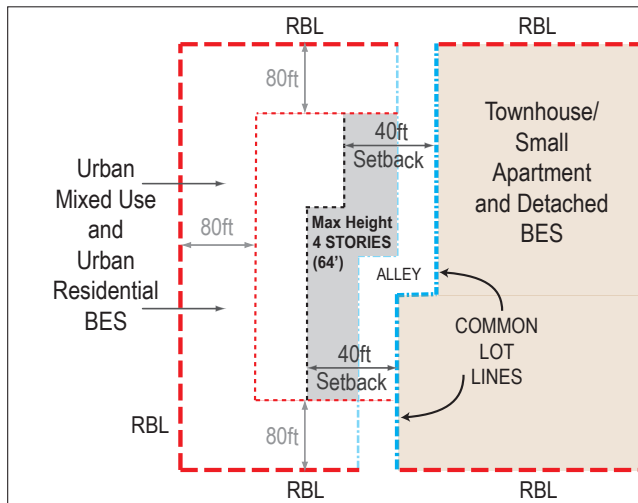 RBL
RBL
80ft
40ft
Setback
Townhouse/
Small
Apartment
and Detached
BES
Urban
Mixed Use
and
Urban
Residential
BES
80ft
Max Height
4 STORIES
(64’)
ALLEY
COMMON
LOT
LINES
40ft
Setback
RBL
80ft
RBL
RBL